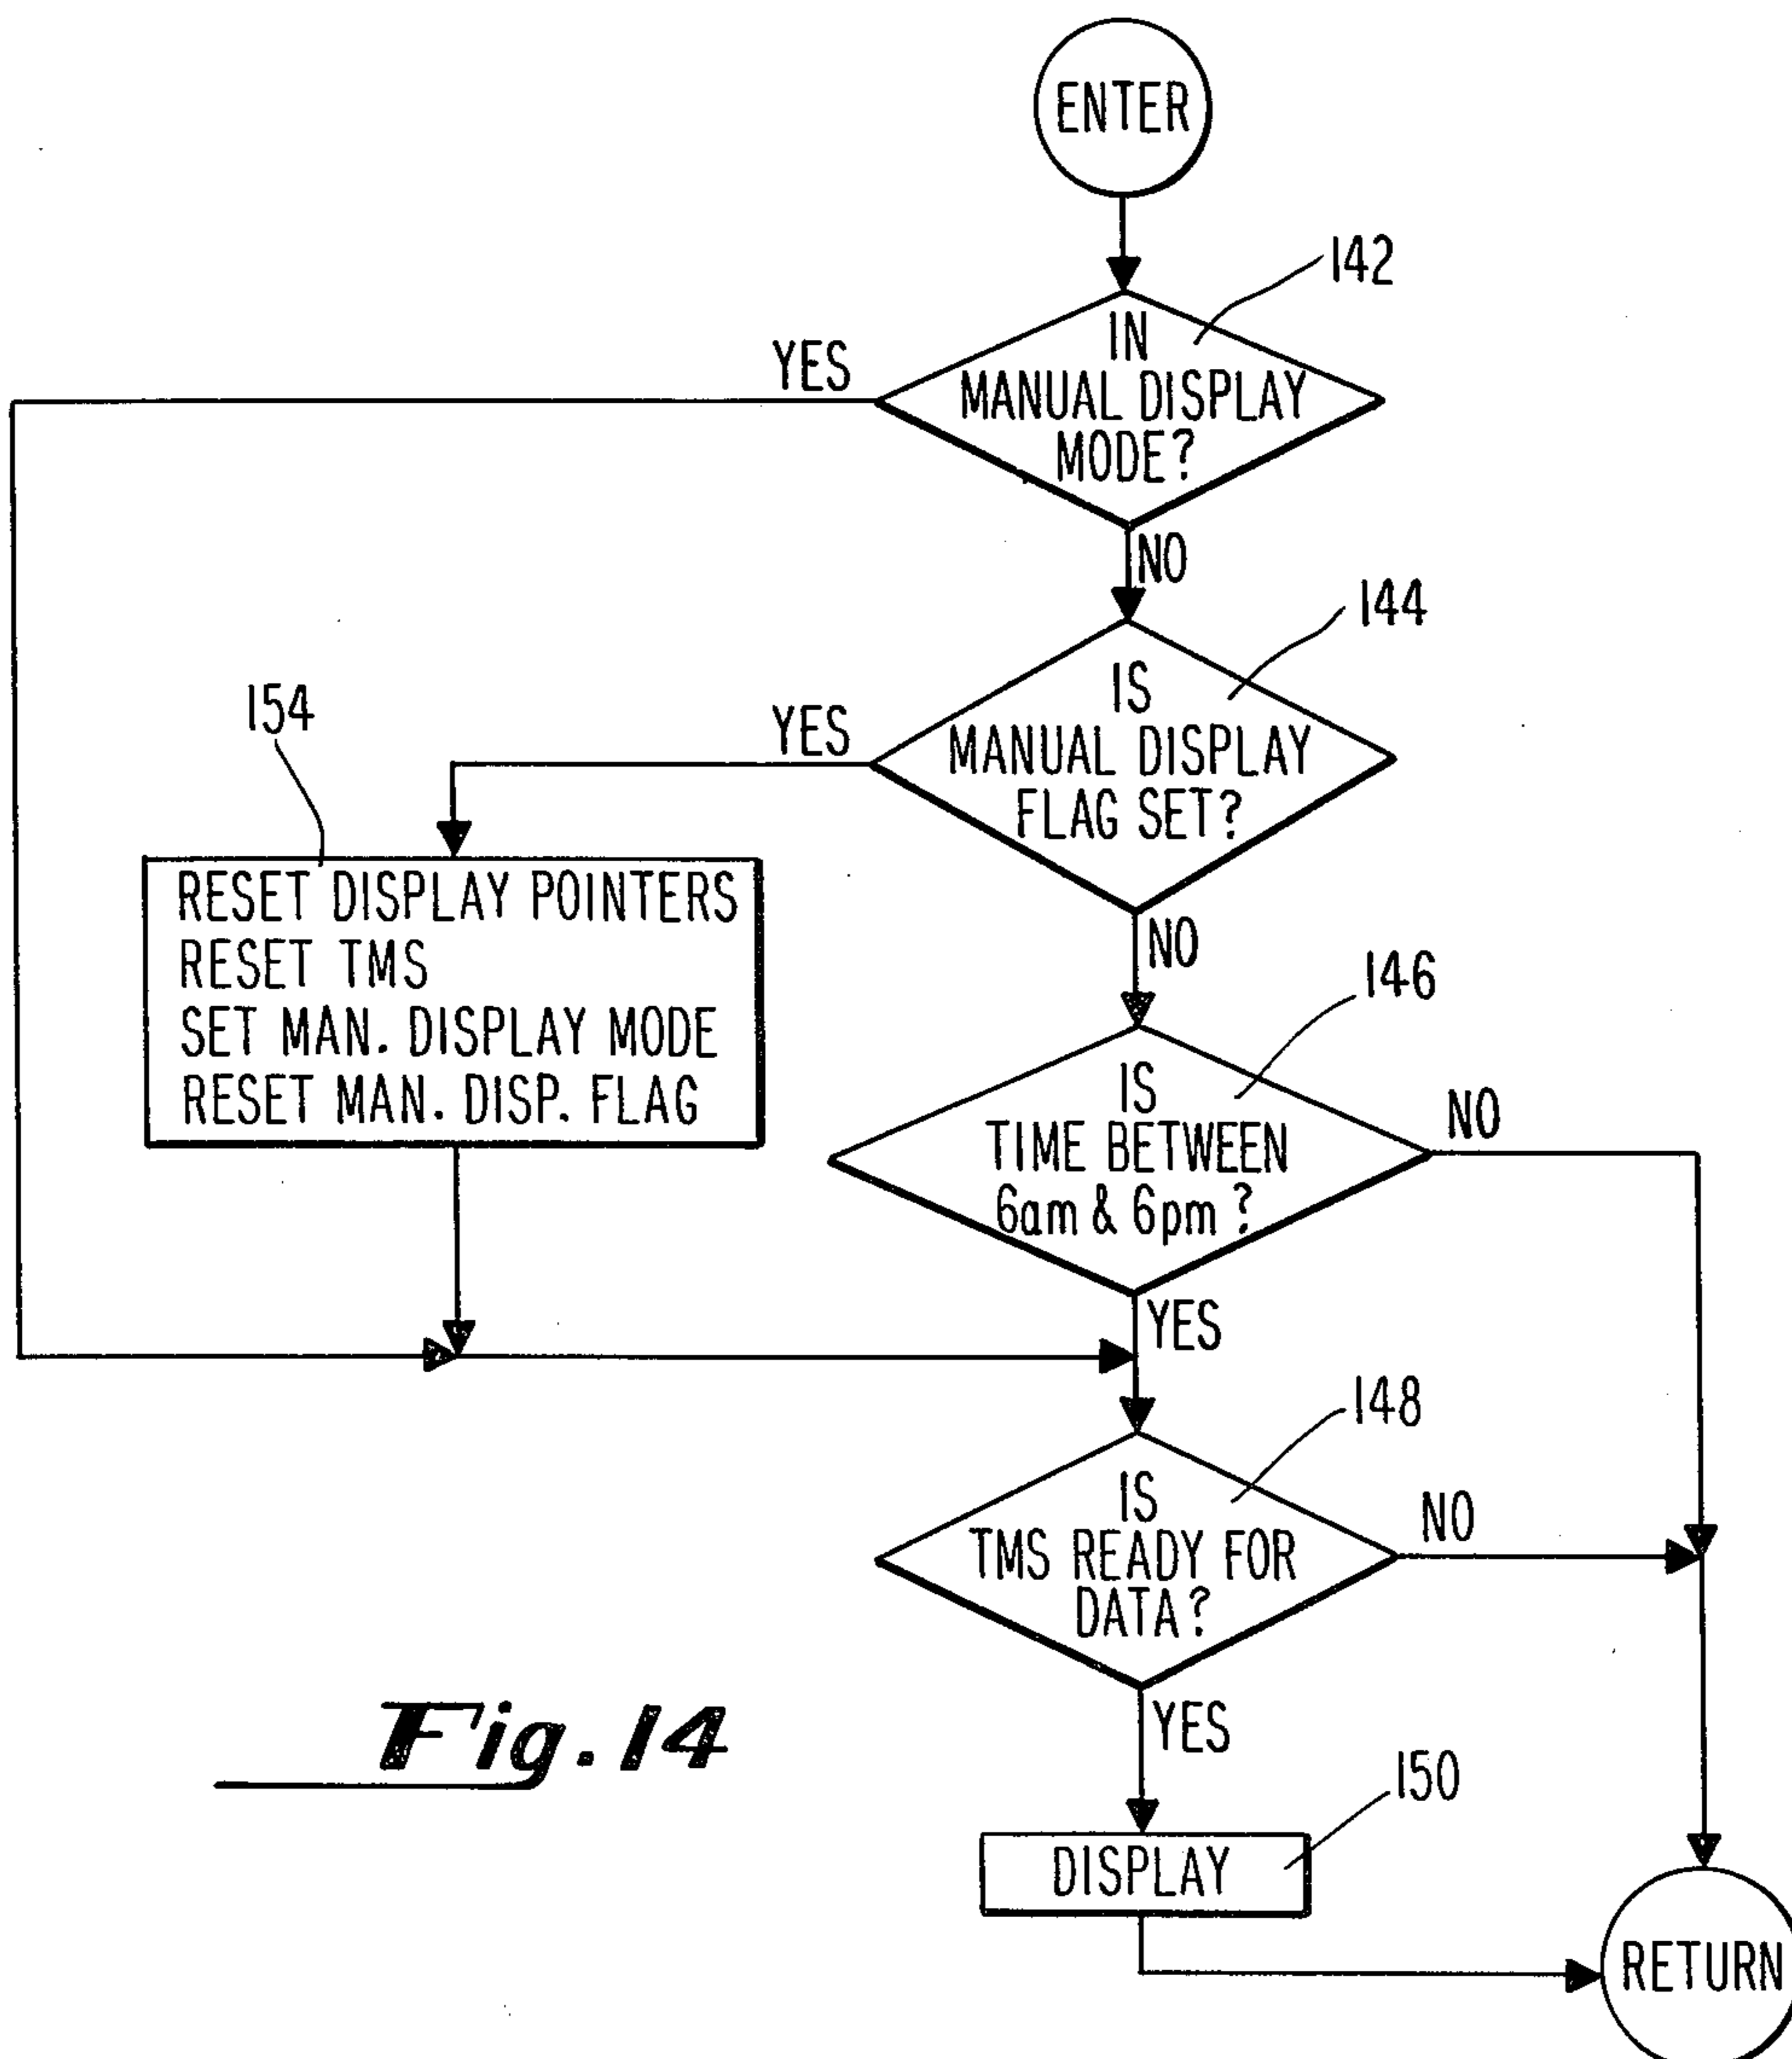 ENTER
142
IN
MANUAL DISPLAY
MODE?
YES
NO
144
IS
MANUAL DISPLAY
FLAG SET?
YES
154
RESET DISPLAY POINTERS
RESET TMS
SET MAN. DISPLAY MODE
RESET MAN. DISP. FLAG
NO
146
IS
TIME BETWEEN
6am & 6pm ?
NO
YES
148
IS
TMS READY FOR
DATA?
NO
YES
150
DISPLAY
RETURN
Fig. 14